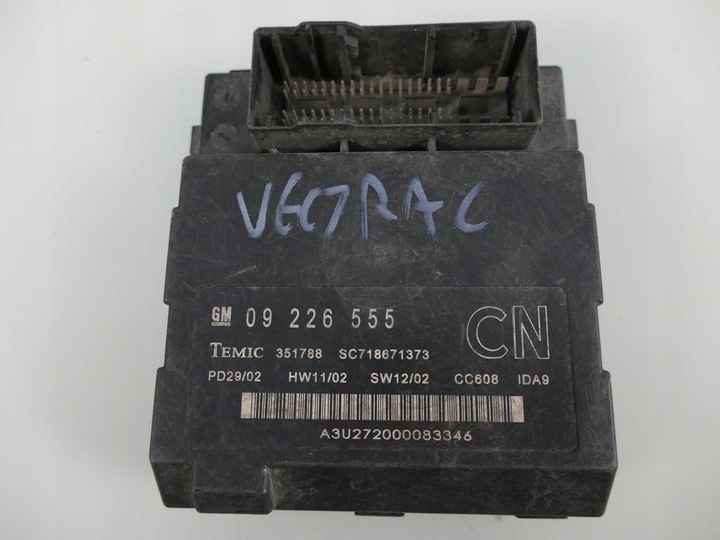 VECTRA C
GM 09 226 555 CN
TEMIC 351788 SC718671373
PD29/02 HW11/02 SW12/02 CC608 IDA9
A3U272000083346